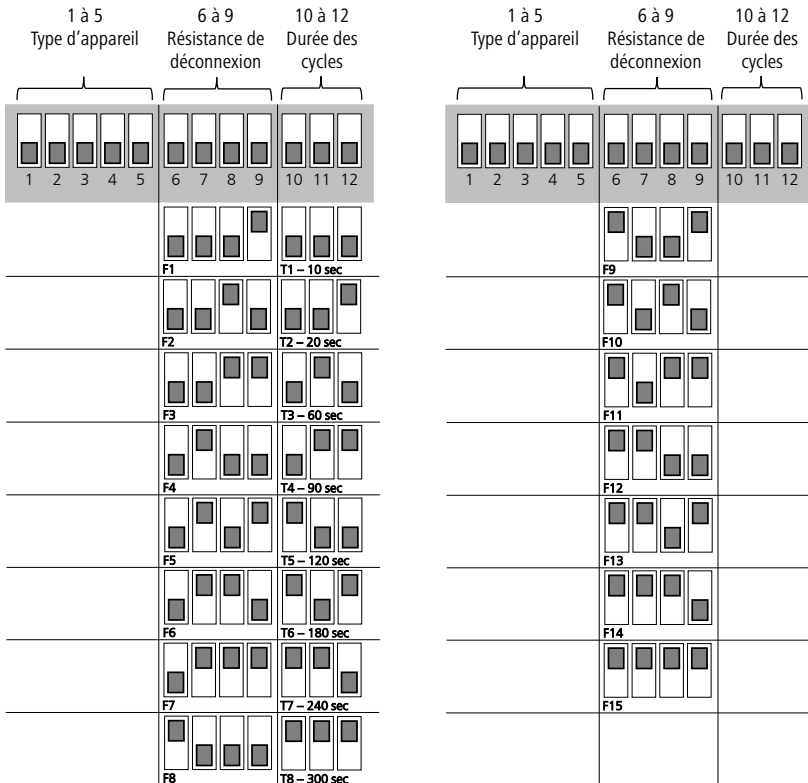 1 à 5 6 à 9 10 à 12
Type d’appareil Résistance de Durée des
déconnexion cycles
1 2 3 4 5 6 7 8 9 10 11 12
F1 T1 – 10 sec
F2 T2 – 20 sec
F3 T3 – 60 sec
F4 T4 – 90 sec
F5 T5 – 120 sec
F6 T6 – 180 sec
F7 T7 – 240 sec
F8 T8 – 300 sec
1 à 5 6 à 9 10 à 12
Type d’appareil Résistance de Durée des
déconnexion cycles
1 2 3 4 5 6 7 8 9 10 11 12
F9
F10
F11
F12
F13
F14
F15